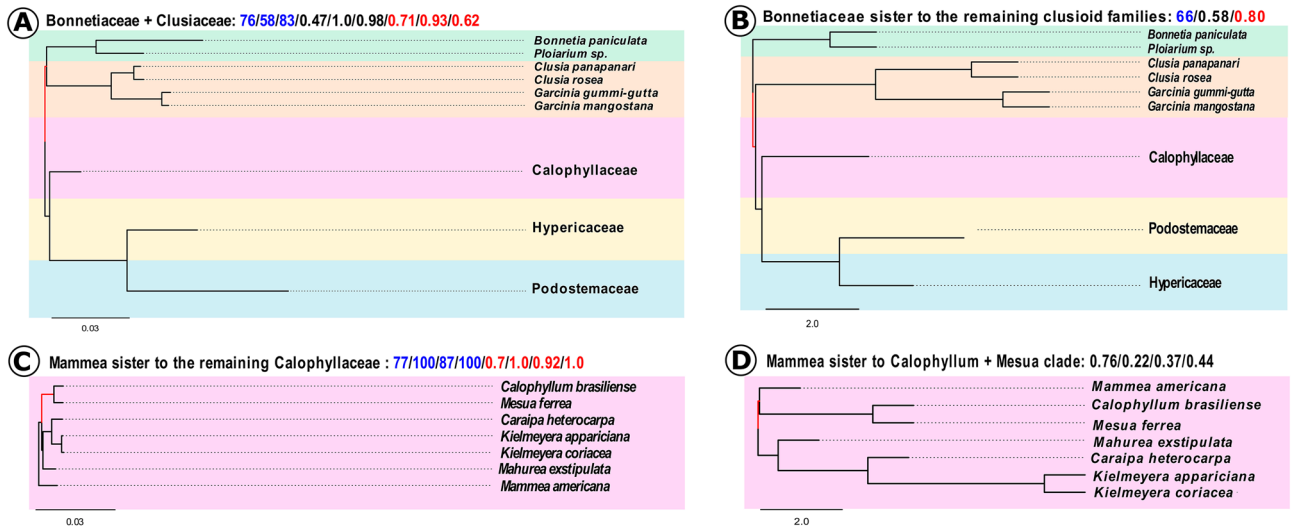 A Bonnetiaceae + Clusiaceae: 76/58/83/0.47/1.0/0.98/0.71/0.93/0.62
Bonnetia paniculata
Ploiarium sp.
Clusia panapanari
Clusia rosea
Garcinia gummi-gutta
Garcinia mangostana
Calophyllaceae
Hypericaceae
Podostemaceae
0.03
B Bonnetiaceae sister to the remaining clusioid families: 66/0.58/0.80
Bonnetia paniculata
Ploiarium sp.
Clusia panapanari
Clusia rosea
Garcinia gummi-gutta
Garcinia mangostana
Calophyllaceae
Podostemaceae
Hypericaceae
2.0
C Mammea sister to the remaining Calophyllaceae : 77/100/87/100/0.7/1.0/0.92/1.0
Calophyllum brasiliense
Mesua ferrea
Caraipa heterocarpa
Kielmeyera appariciana
Kielmeyera coriacea
Mahurea exstipulata
Mammea americana
0.03
D Mammea sister to Calophyllum + Mesua clade: 0.76/0.22/0.37/0.44
Mammea americana
Calophyllum brasiliense
Mesua ferrea
Mahurea exstipulata
Caraipa heterocarpa
Kielmeyera appariciana
Kielmeyera coriacea
2.0